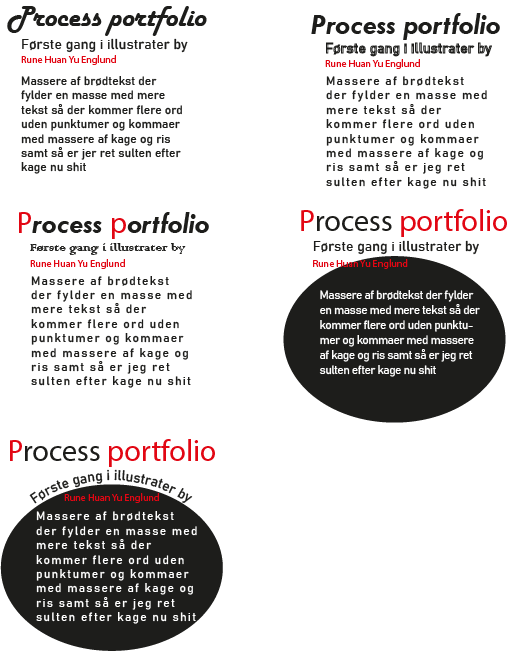 Process portfolio
Første gang i illustrater by
Rune Huan Yu Englund
Massere af brødtekst der
fylder en masse med mere
tekst så der kommer flere ord
uden punktumer og kommaer
med massere af kage og ris
samt så er jer ret sulten efter
kage nu shit
Process portfolio
Første gang i illustrater by
Rune Huan Yu Englund
Massere af brødtekst
der fylder en masse med
mere tekst så der
kommer flere ord uden
punktumer og kommaer
med massere af kage og
ris samt så er jeg ret
sulten efter kage nu shit
Process portfolio
Første gang i illustrater by
Rune Huan Yu Englund
Massere af brødtekst
der fylder en masse med
mere tekst så der
kommer flere ord uden
punktumer og kommaer
med massere af kage og
ris samt så er jeg ret
sulten efter kage nu shit
Process portfolio
Første gang i illustrater by
Rune Huan Yu Englund
Massere af brødtekst der fylder
en masse med mere tekst så der
kommer flere ord uden punktu-
mer og kommaer med massere
af kage og ris samt så er jeg ret
sulten efter kage nu shit
Process portfolio
Første gang i illustrater by
Rune Huan Yu Englund
Massere af brødtekst
der fylder en masse med
mere tekst så der
kommer flere ord uden
punktumer og kommaer
med massere af kage og
ris samt så er jeg ret
sulten efter kage nu shit